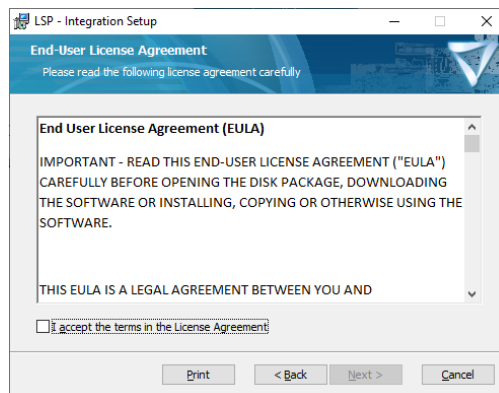 LSP - Integration Setup
End-User License Agreement
Please read the following license agreement carefully
End User License Agreement (EULA)
IMPORTANT - READ THIS END-USER LICENSE AGREEMENT ("EULA")
CAREFULLY BEFORE OPENING THE DISK PACKAGE, DOWNLOADING
THE SOFTWARE OR INSTALLING, COPYING OR OTHERWISE USING THE
SOFTWARE.
THIS EULA IS A LEGAL AGREEMENT BETWEEN YOU AND
I accept the terms in the License Agreement
Print
< Back
Next >
Cancel